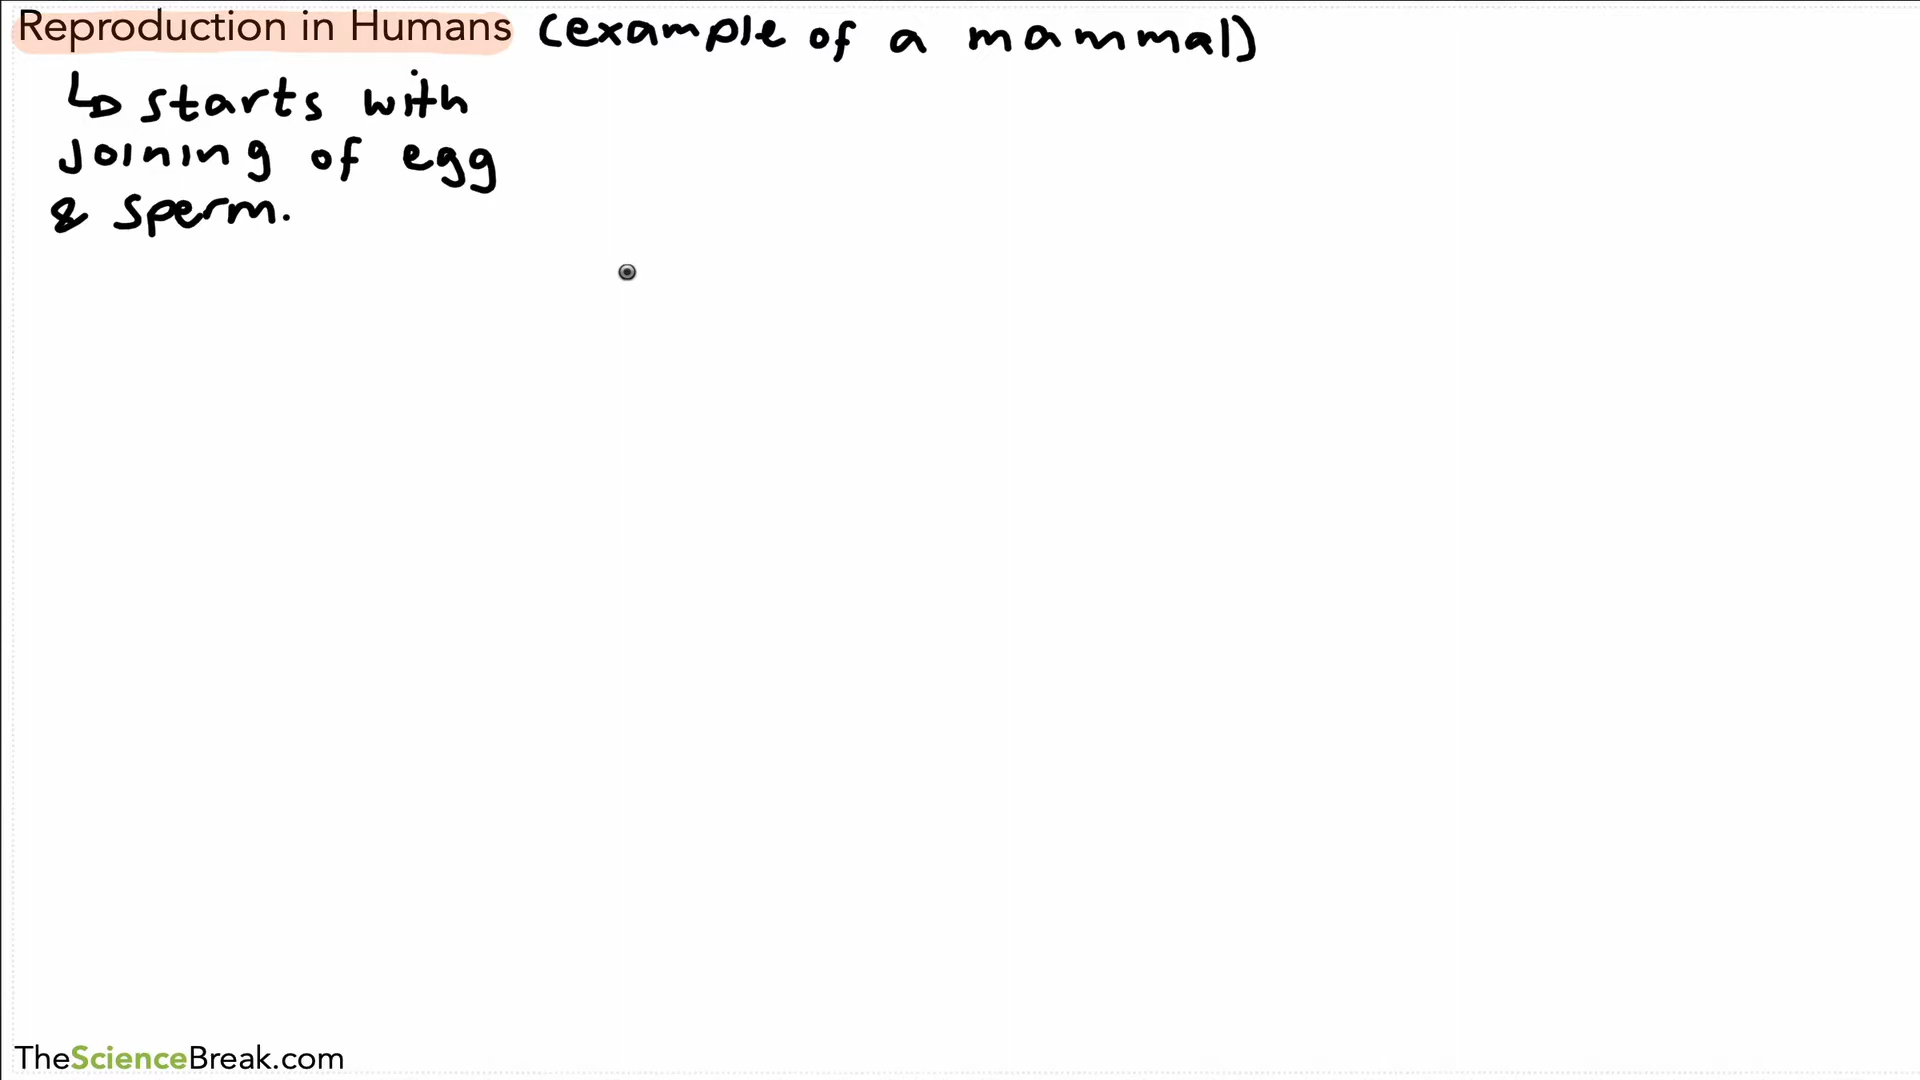 Reproduction in Humans (example of a mammal)
↳ starts with
joining of egg
& sperm.
TheScienceBreak.com